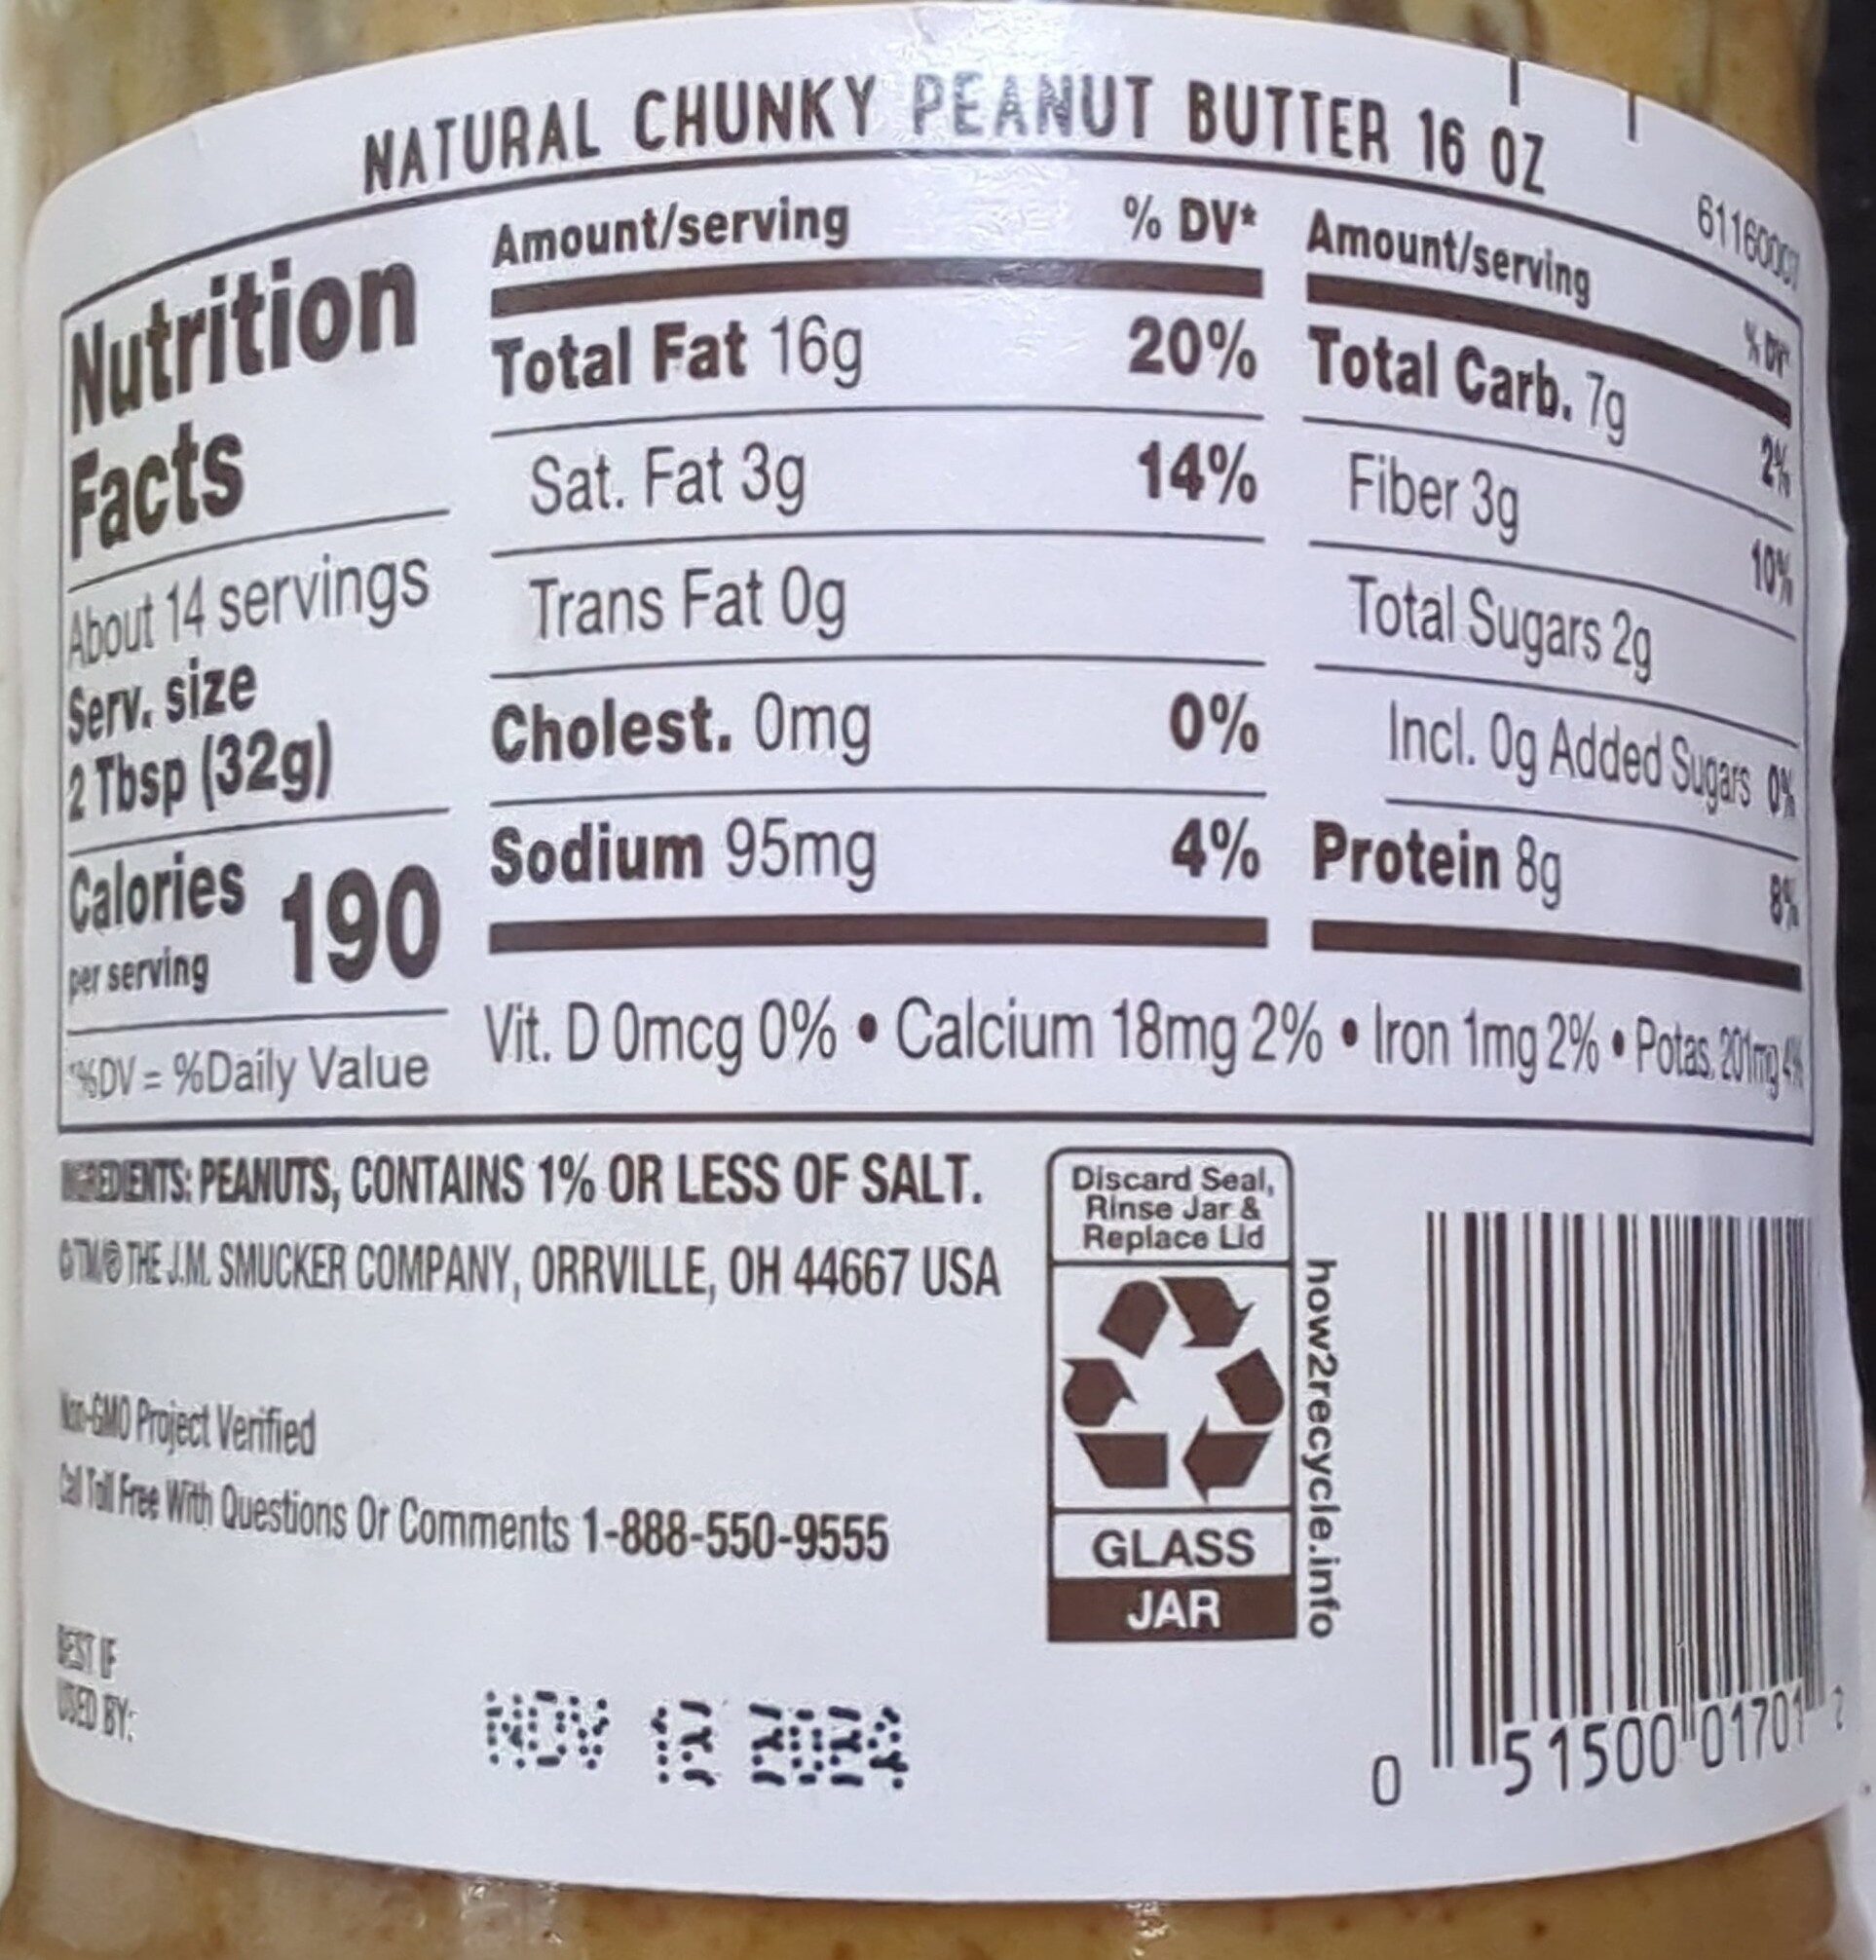 NATURAL CHUNKY PEANUT BUTTER 16 OZ
Nutrition
Facts
About 14 servings
Serv. size
2 Tbsp (32g)
Calories 190
per serving
*%DV = %Daily Value
Amount/serving % DV*
Total Fat 16g 20%
Sat. Fat 3g 14%
Trans Fat 0g
Cholest. 0mg 0%
Sodium 95mg 4%
Amount/serving % DV*
Total Carb. 7g 2%
Fiber 3g 10%
Total Sugars 2g
Incl. 0g Added Sugars 0%
Protein 8g 8%
Vit. D 0mcg 0% • Calcium 18mg 2% • Iron 1mg 2% • Potas. 201mg 4%
INGREDIENTS: PEANUTS, CONTAINS 1% OR LESS OF SALT.
©/TM/® THE J.M. SMUCKER COMPANY, ORRVILLE, OH 44667 USA
Non-GMO Project Verified
Call Toll Free With Questions Or Comments 1-888-550-9555
BEST IF
USED BY:
NOV 12 2024
Discard Seal,
Rinse Jar &
Replace Lid
GLASS
JAR
how2recycle.info
0 51500 01701 2